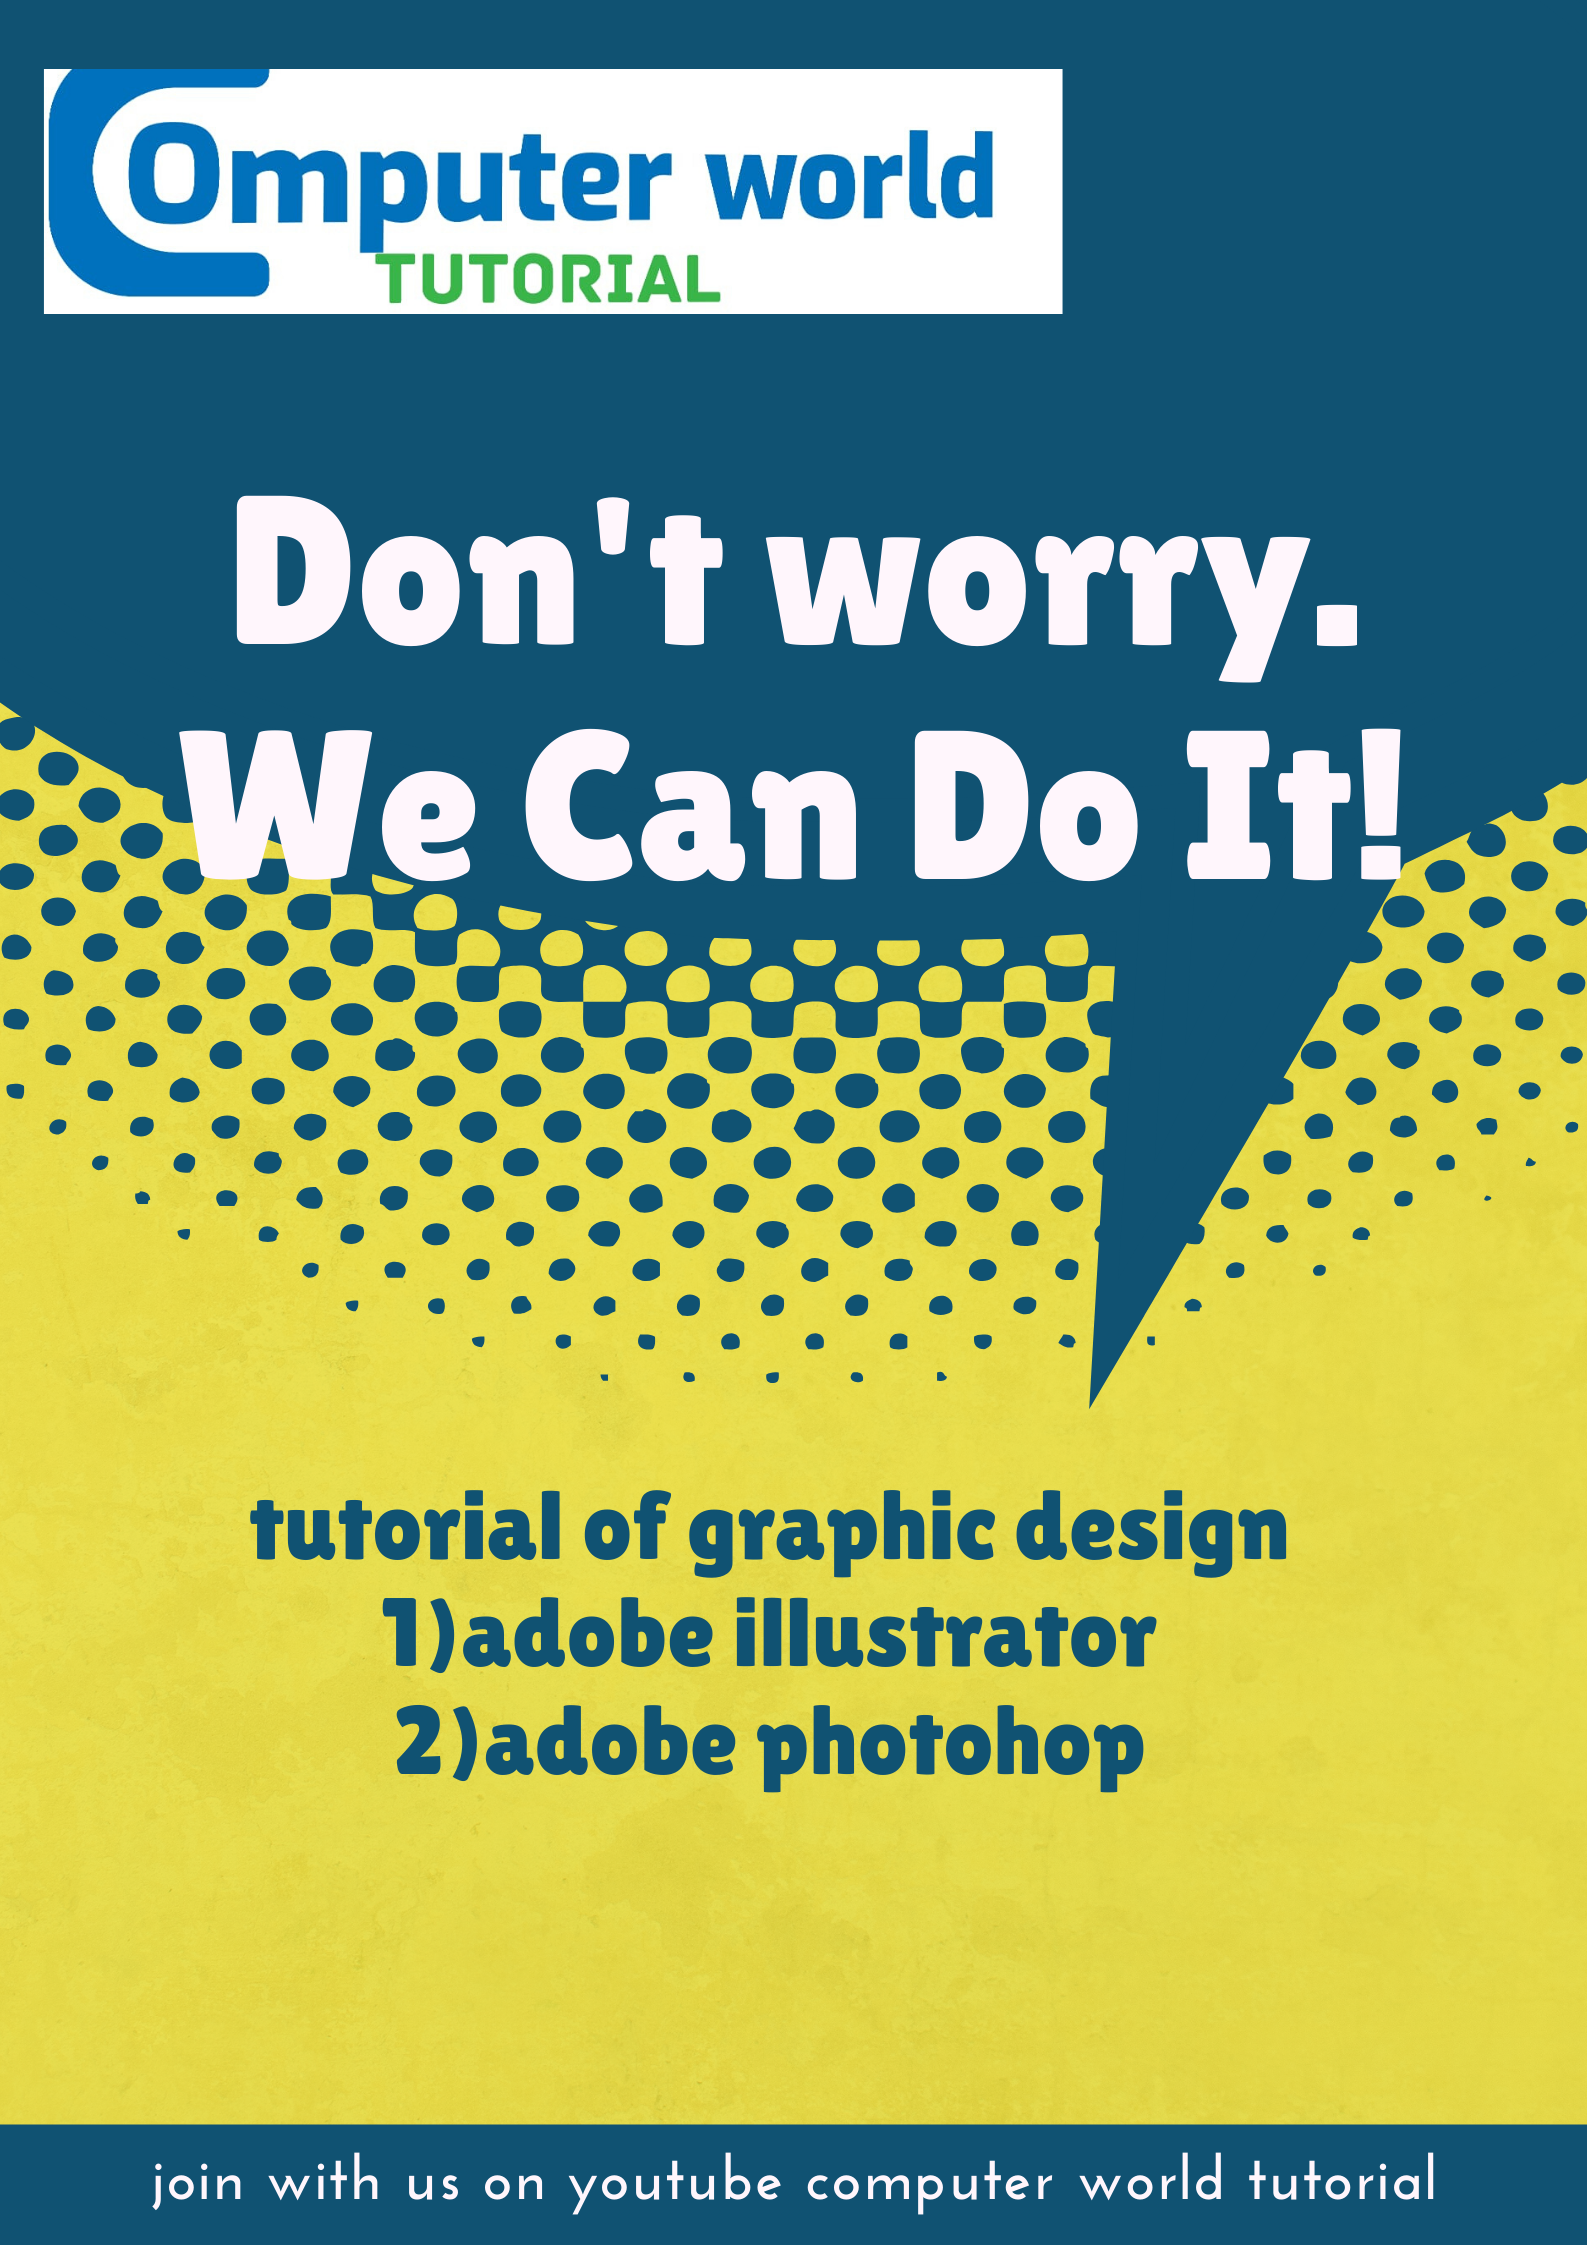 Computer world
TUTORIAL
Don't worry.
We Can Do It!
tutorial of graphic design
1)adobe illustrator
2)adobe photohop
join with us on youtube computer world tutorial